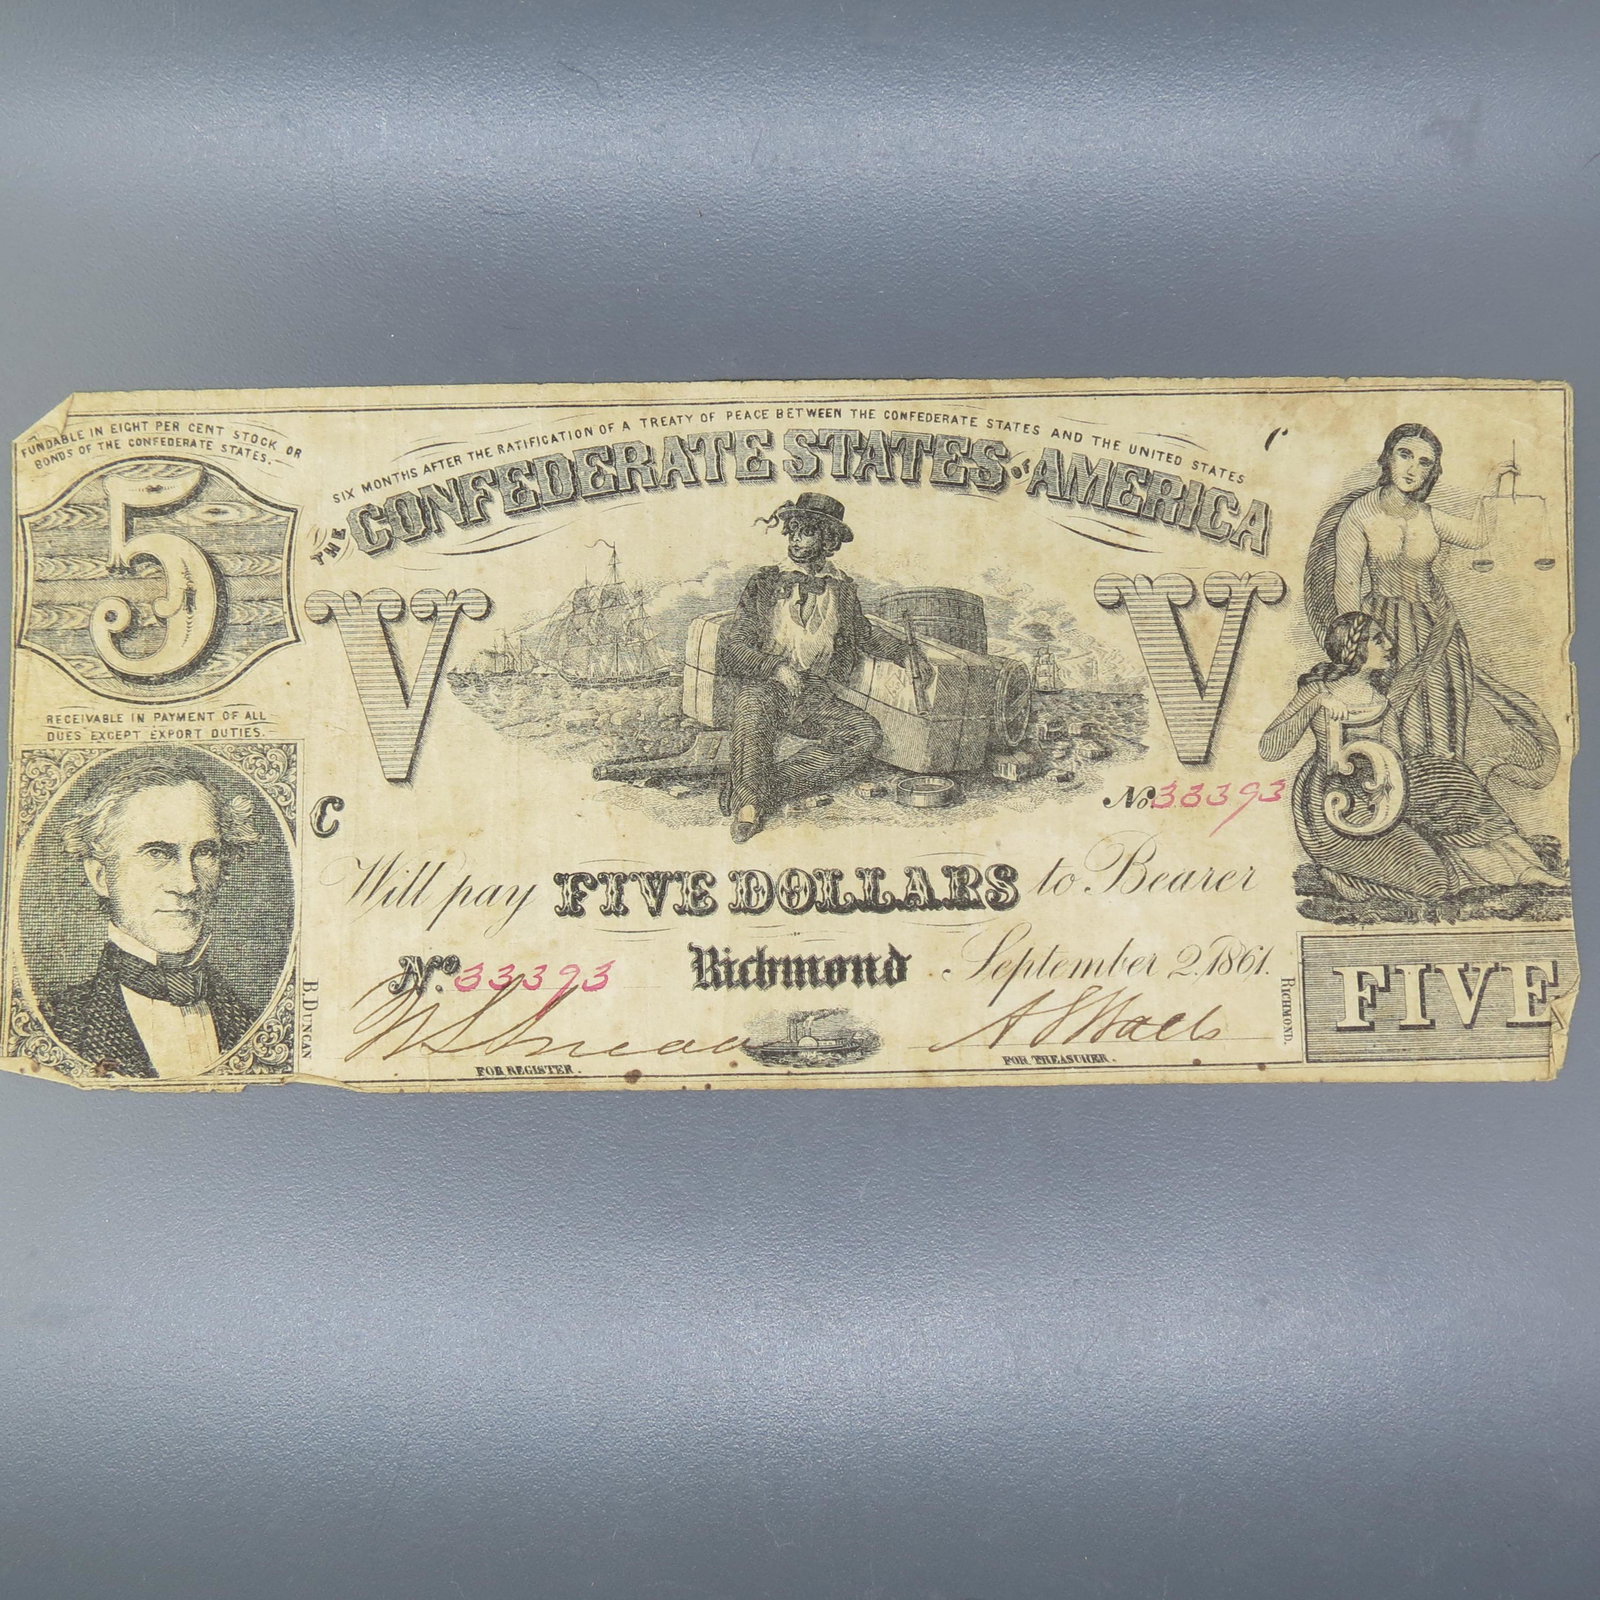 FUNDABLE IN EIGHT PER CENT STOCK OR
BONDS OF THE CONFEDERATE STATES.
SIX MONTHS AFTER THE RATIFICATION OF A TREATY OF PEACE BETWEEN THE CONFEDERATE STATES AND THE UNITED STATES
THE CONFEDERATE STATES OF AMERICA
5
V V
RECEIVABLE IN PAYMENT OF ALL
DUES EXCEPT EXPORT DUTIES.
C
5
No 33393
Will pay FIVE DOLLARS to Bearer
No. 33393 Richmond September 2, 1861.
FOR REGISTER.
FOR TREASURER.
B. DUNCAN
RICHMOND.
FIVE